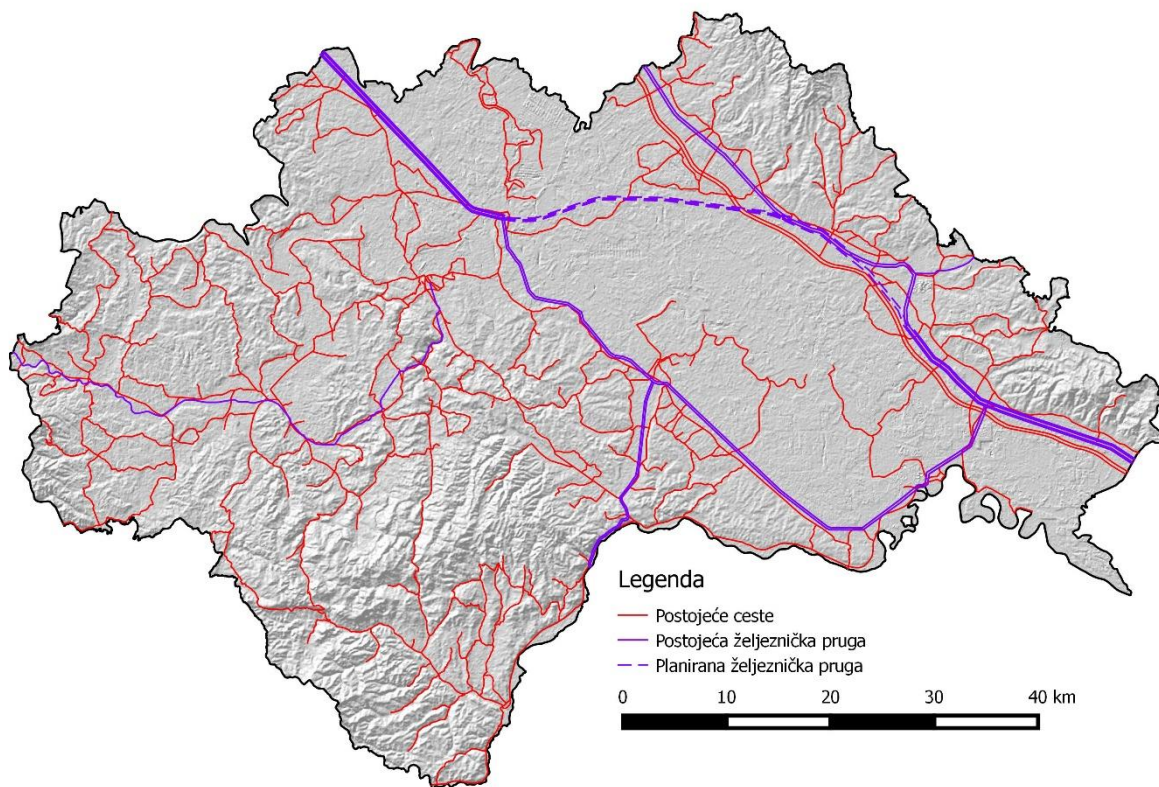 Legenda
Postojeće ceste
Postojeća željeznička pruga
Planirana željeznička pruga
0 10 20 30 40 km